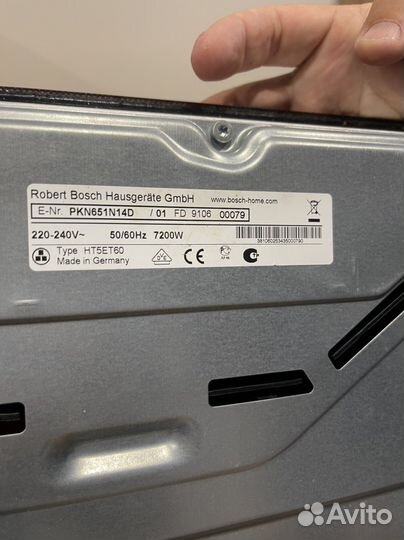 Robert Bosch Hausgeräte GmbH www.bosch-home.com
E-Nr. PKN651N14D / 01 FD 9106 00079
220-240V~ 50/60Hz 7200W
Type HT5ET60
Made in Germany
Avito